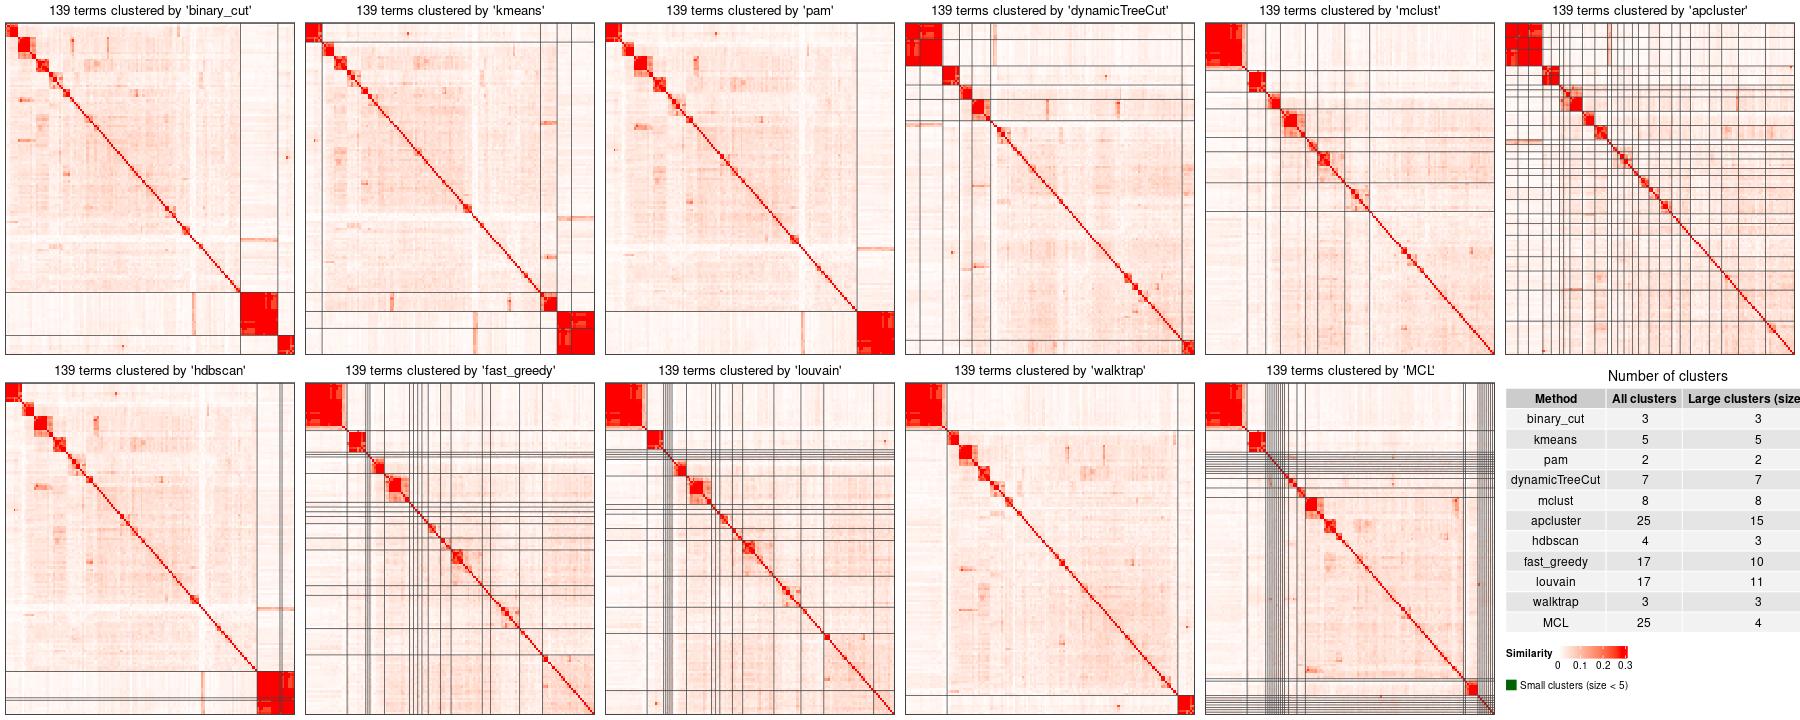 139 terms clustered by 'binary_cut'
139 terms clustered by 'kmeans'
139 terms clustered by 'pam'
139 terms clustered by 'dynamicTreeCut'
139 terms clustered by 'mclust'
139 terms clustered by 'apcluster'
139 terms clustered by 'hdbscan'
139 terms clustered by 'fast_greedy'
139 terms clustered by 'louvain'
139 terms clustered by 'walktrap'
139 terms clustered by 'MCL'
Number of clusters
Method All clusters Large clusters (size
binary_cut 3 3
kmeans 5 5
pam 2 2
dynamicTreeCut 7 7
mclust 8 8
apcluster 25 15
hdbscan 4 3
fast_greedy 17 10
louvain 17 11
walktrap 3 3
MCL 25 4
Similarity
0 0.1 0.2 0.3
Small clusters (size < 5)